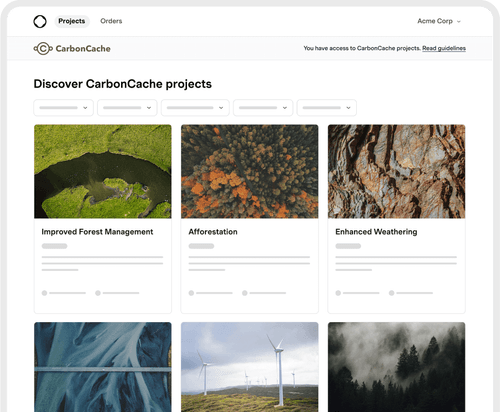 Projects Orders Acme Corp
CarbonCache You have access to CarbonCache projects. Read guidelines
Discover CarbonCache projects
Improved Forest Management Afforestation Enhanced Weathering